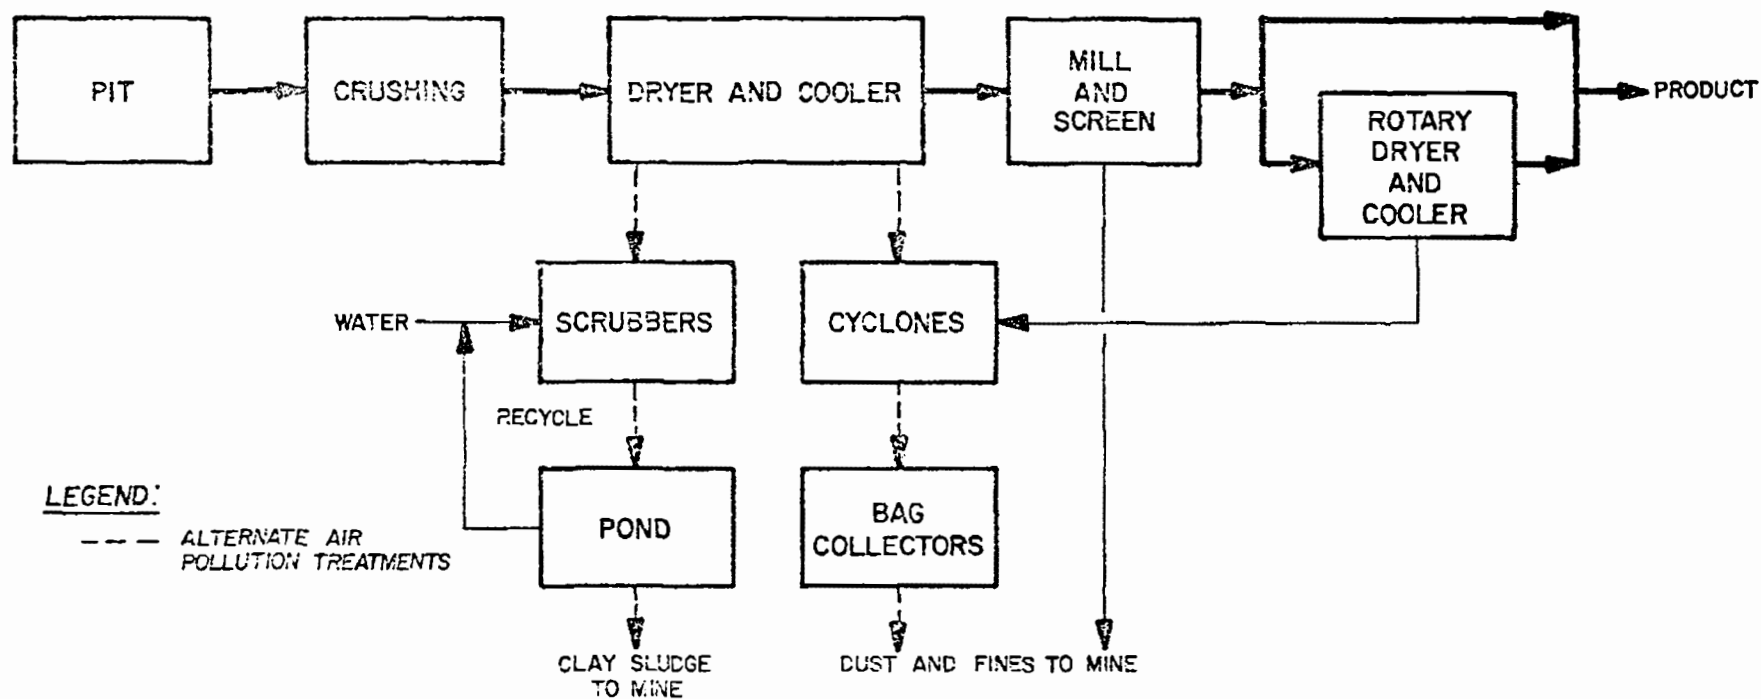 PIT
CRUSHING
DRYER AND COOLER
MILL
AND
SCREEN
ROTARY
DRYER
AND
COOLER
PRODUCT
WATER
SCRUBBERS
CYCLONES
RECYCLE
LEGEND:
ALTERNATE AIR
POLLUTION TREATMENTS
POND
BAG
COLLECTORS
CLAY SLUDGE
TO MINE
DUST AND FINES TO MINE